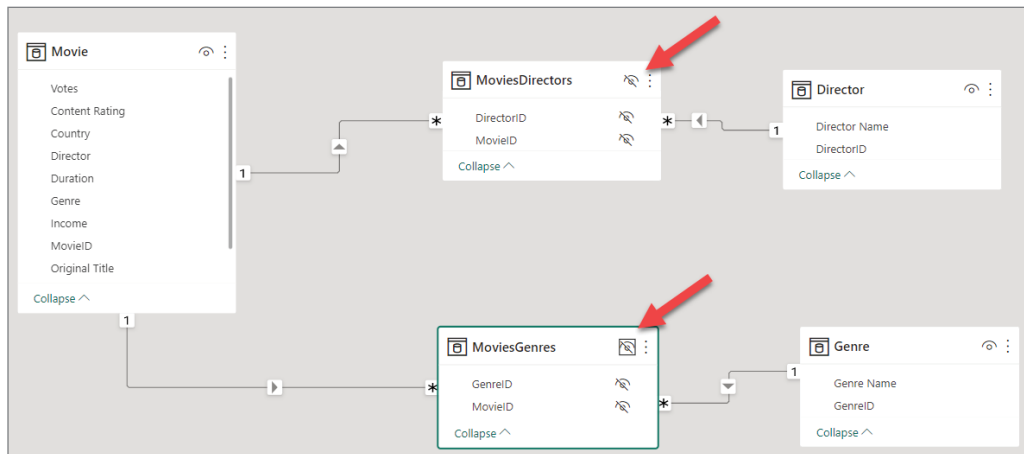 Movie
Votes
Content Rating
Country
Director
Duration
Genre
Income
MovieID
Original Title
Collapse
1
1
MoviesDirectors
DirectorID
MovieID
Collapse
*
*
1
Director
Director Name
DirectorID
Collapse
MoviesGenres
GenreID
MovieID
Collapse
*
*
1
Genre
Genre Name
GenreID
Collapse